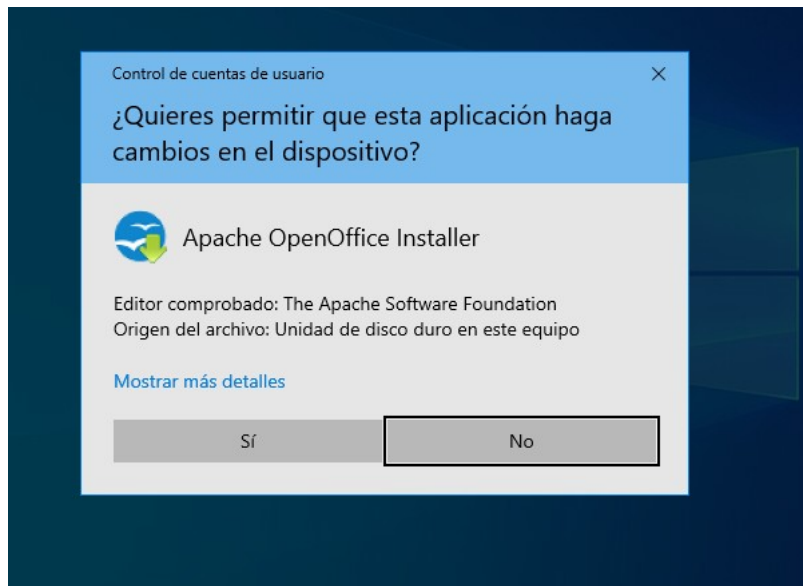 Control de cuentas de usuario
¿Quieres permitir que esta aplicación haga
cambios en el dispositivo?
Apache OpenOffice Installer
Editor comprobado: The Apache Software Foundation
Origen del archivo: Unidad de disco duro en este equipo
Mostrar más detalles
Sí
No